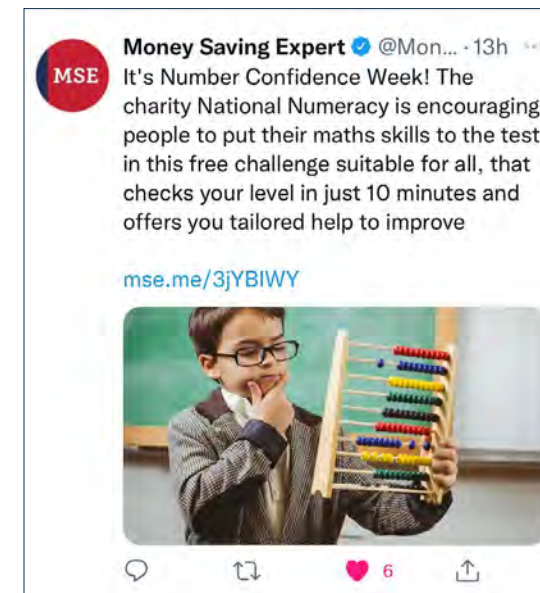 Money Saving Expert @Mon... · 13h
MSE
It's Number Confidence Week! The
charity National Numeracy is encouraging
people to put their maths skills to the test
in this free challenge suitable for all, that
checks your level in just 10 minutes and
offers you tailored help to improve
mse.me/3jYBIWY
6